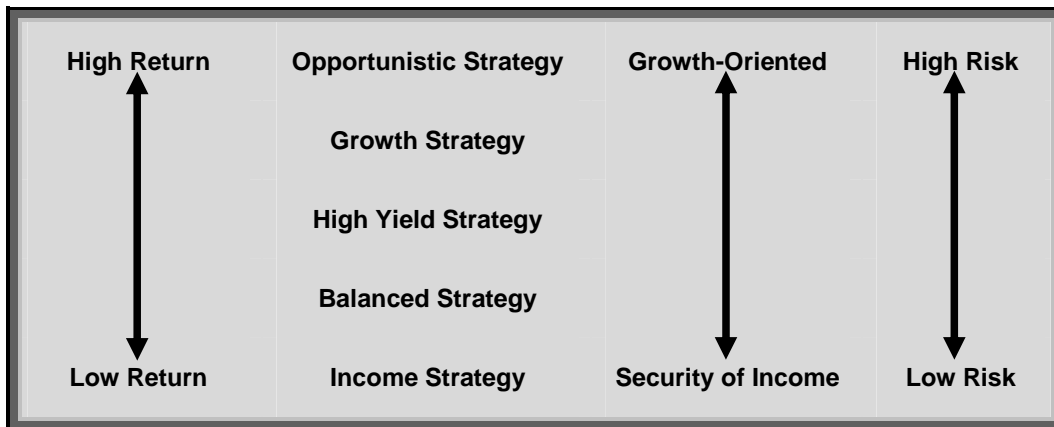 High Return Opportunistic Strategy Growth-Oriented High Risk
Growth Strategy
High Yield Strategy
Balanced Strategy
Low Return Income Strategy Security of Income Low Risk